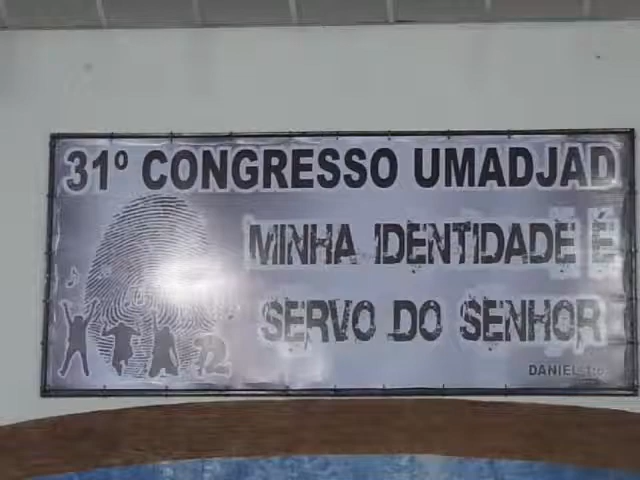 31º CONGRESSO UMADJAD
MINHA IDENTIDADE É
SERVO DO SENHOR
DANIEL